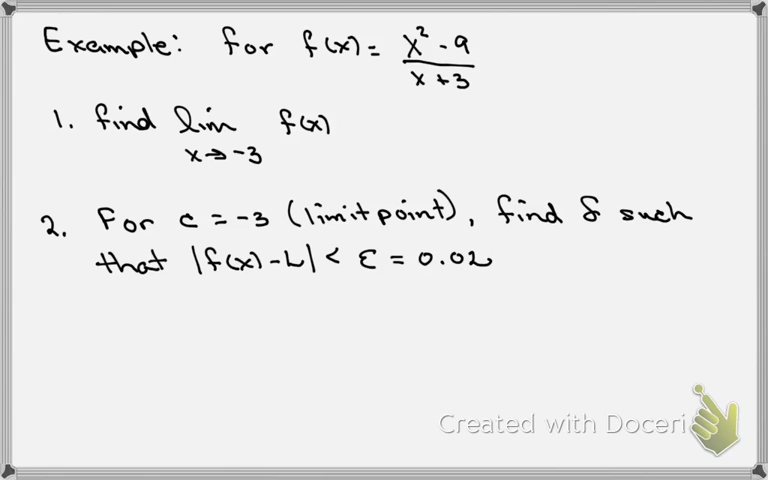 Example: For f(x) = x² - 9 / x + 3
1. find lim x → -3 f(x)
2. For c = -3 (limit point), find δ such
that |f(x) - L| < ε = 0.02
Created with Doceri